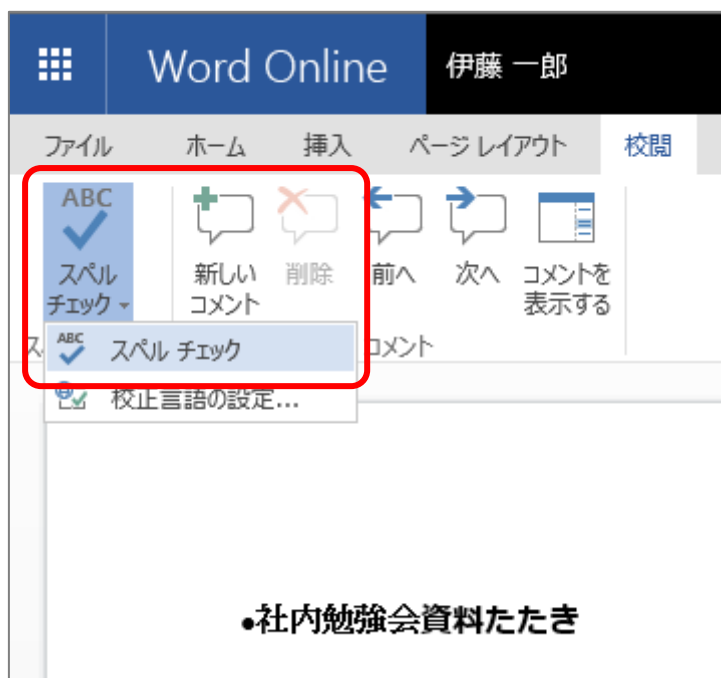 Word Online 伊藤 一郎
ファイル ホーム 挿入 ページ レイアウト 校閲
ABC
スペル チェック
新しい コメント
削除
前へ
次へ
コメントを 表示する
ス
コメント
ABC スペル チェック
校正言語の設定...
•社内勉強会資料たたき